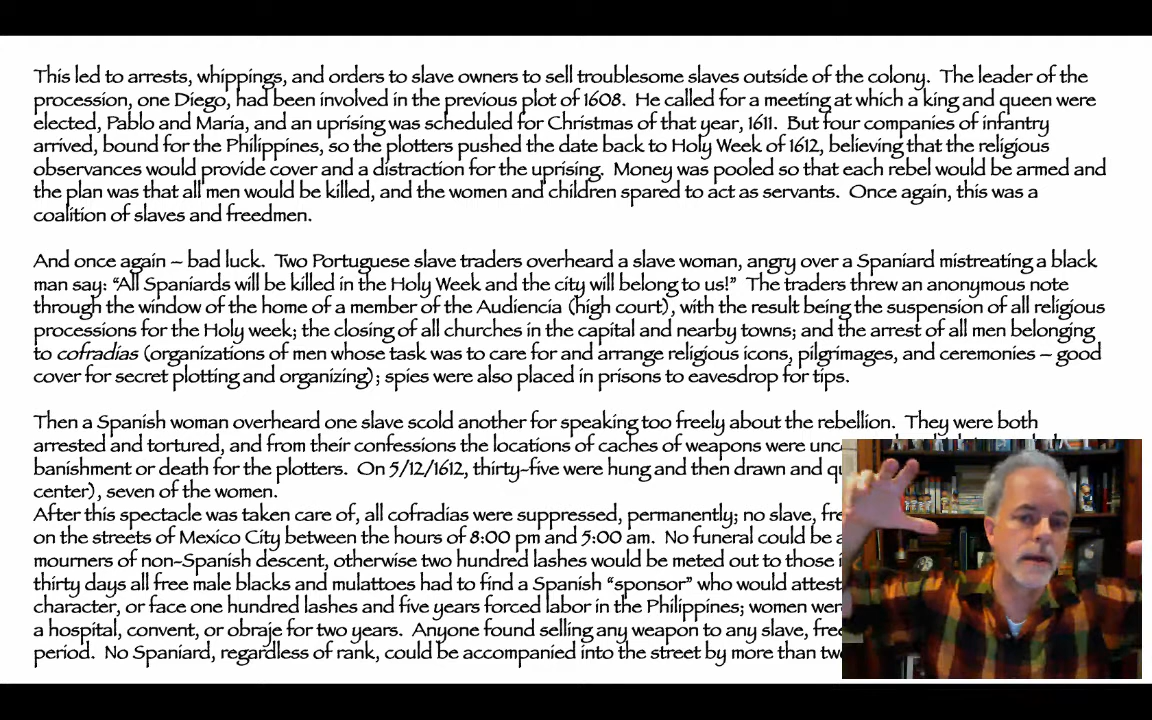 This led to arrests, whippings, and orders to slave owners to sell troublesome slaves outside of the colony. The leader of the
procession, one Diego, had been involved in the previous plot of 1608. He called for a meeting at which a king and queen were
elected, Pablo and Maria, and an uprising was scheduled for Christmas of that year, 1611. But four companies of infantry
arrived, bound for the Philippines, so the plotters pushed the date back to Holy Week of 1612, believing that the religious
observances would provide cover and a distraction for the uprising. Money was pooled so that each rebel would be armed and
the plan was that all men would be killed, and the women and children spared to act as servants. Once again, this was a
coalition of slaves and freedmen.
And once again – bad luck. Two Portuguese slave traders overheard a slave woman, angry over a Spaniard mistreating a black
man say: “All Spaniards will be killed in the Holy Week and the city will belong to us!” The traders threw an anonymous note
through the window of the home of a member of the Audiencia (high court), with the result being the suspension of all religious
processions for the Holy week; the closing of all churches in the capital and nearby towns; and the arrest of all men belonging
to cofradias (organizations of men whose task was to care for and arrange religious icons, pilgrimages, and ceremonies – good
cover for secret plotting and organizing); spies were also placed in prisons to eavesdrop for tips.
Then a Spanish woman overheard one slave scold another for speaking too freely about the rebellion. They were both
arrested and tortured, and from their confessions the locations of caches of weapons were
banishment or death for the plotters. On 5/12/1612, thirty-five were hung and then drawn and
center), seven of the women.
After this spectacle was taken care of, all cofradias were suppressed, permanently; no slave,
on the streets of Mexico City between the hours of 8:00 pm and 5:00 am. No funeral could be
mourners of non-Spanish descent, otherwise two hundred lashes would be meted out to those
thirty days all free male blacks and mulattoes had to find a Spanish “sponsor” who would attest
character, or face one hundred lashes and five years forced labor in the Philippines; women
a hospital, convent, or obraje for two years. Anyone found selling any weapon to any slave,
period. No Spaniard, regardless of rank, could be accompanied into the street by more than